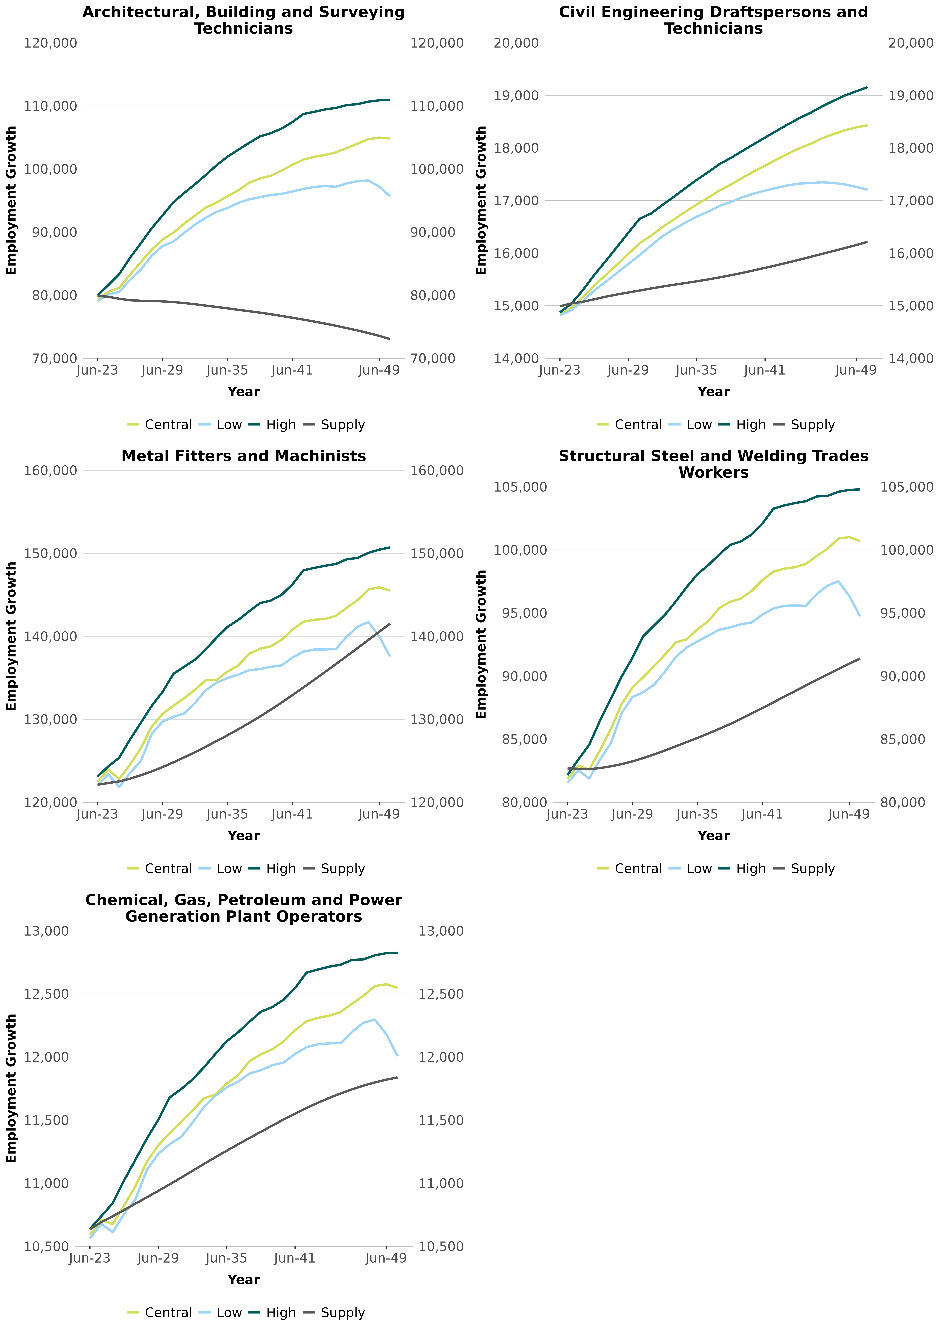 Architectural, Building and Surveying
Technicians
120,000
120,000
110,000
110,000
100,000
100,000
90,000
90,000
80,000
80,000
70,000
70,000
Employment Growth
Jun-23
Jun-29
Jun-35
Jun-41
Jun-49
Year
Central
Low
High
Supply
Civil Engineering Draftspersons and
Technicians
20,000
20,000
19,000
19,000
18,000
18,000
17,000
17,000
16,000
16,000
15,000
15,000
14,000
14,000
Employment Growth
Jun-23
Jun-29
Jun-35
Jun-41
Jun-49
Year
Central
Low
High
Supply
Metal Fitters and Machinists
160,000
160,000
150,000
150,000
140,000
140,000
130,000
130,000
120,000
120,000
Employment Growth
Jun-23
Jun-29
Jun-35
Jun-41
Jun-49
Year
Central
Low
High
Supply
Structural Steel and Welding Trades
Workers
105,000
105,000
100,000
100,000
95,000
95,000
90,000
90,000
85,000
85,000
80,000
80,000
Employment Growth
Jun-23
Jun-29
Jun-35
Jun-41
Jun-49
Year
Central
Low
High
Supply
Chemical, Gas, Petroleum and Power
Generation Plant Operators
13,000
13,000
12,500
12,500
12,000
12,000
11,500
11,500
11,000
11,000
10,500
10,500
Employment Growth
Jun-23
Jun-29
Jun-35
Jun-41
Jun-49
Year
Central
Low
High
Supply